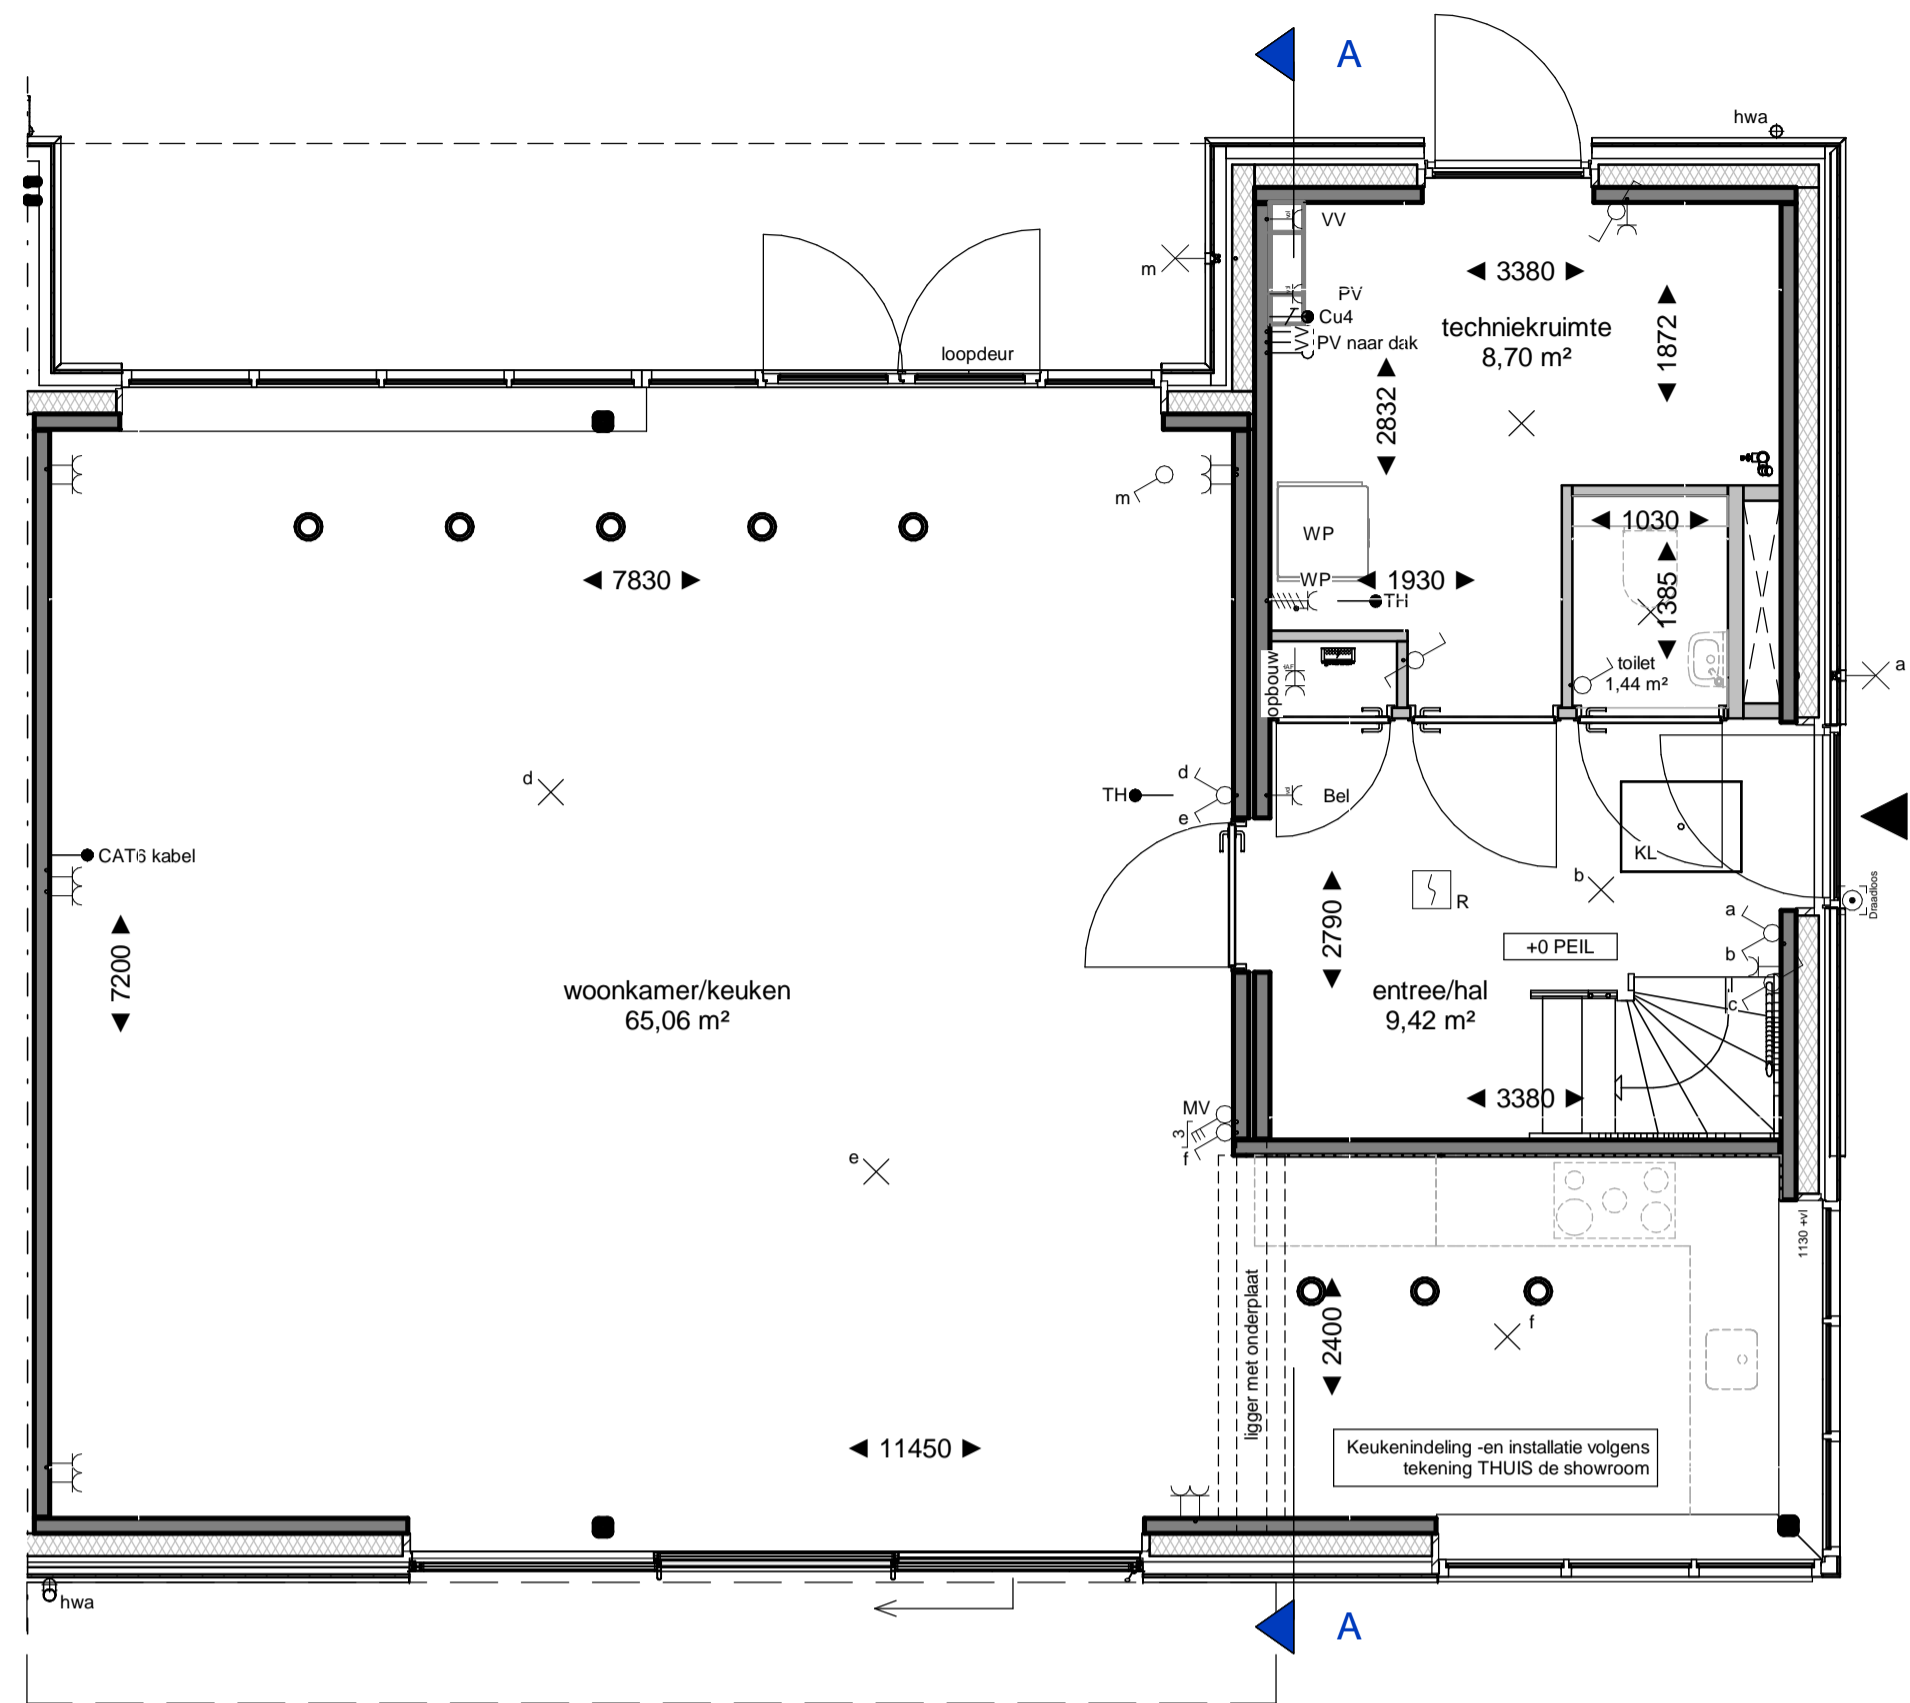 A
hwa
VV
m
3380
PV
Cu4
techniekruimte
8,70 m²
1872
VV
PV naar dak
loopdeur
2832
m
1030
WP
7830
WP
1930
TH
1385
toilet
1,44 m²
a
opbouw
d
d
TH
e
Bel
CAT6 kabel
KL
b
R
Draadloos
a
2790
+0 PEIL
b
7200
woonkamer/keuken
65,06 m²
entree/hal
9,42 m²
c
3380
MV
3
f
e
1130 +vl
ligger met onderplaat
2400
f
11450
Keukenindeling -en installatie volgens
tekening THUIS de showroom
hwa
A